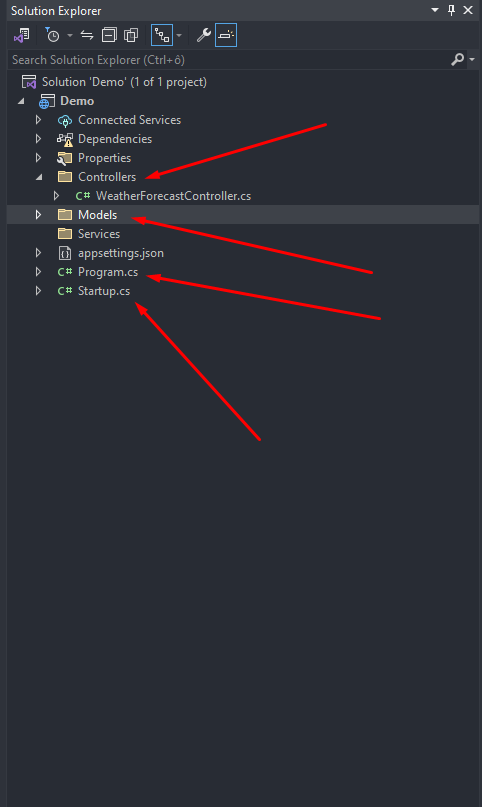 Solution Explorer
Search Solution Explorer (Ctrl+ô)
Solution 'Demo' (1 of 1 project)
Demo
Connected Services
Dependencies
Properties
Controllers
C# WeatherForecastController.cs
Models
Services
appsettings.json
C# Program.cs
C# Startup.cs